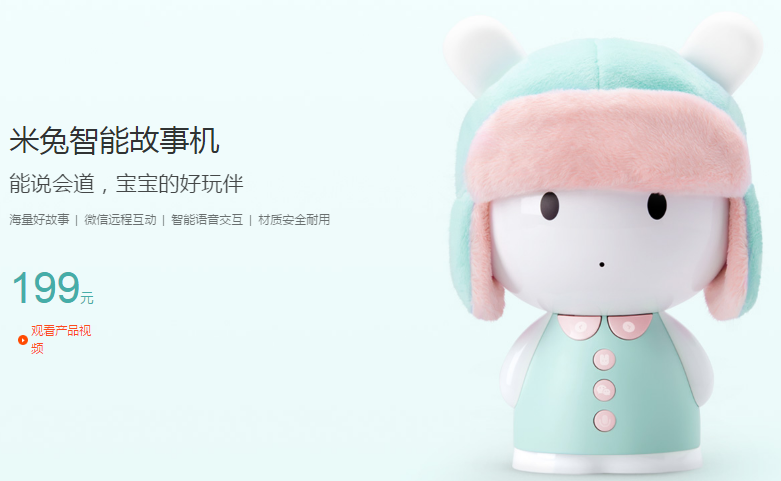 米兔智能故事机
能说会道，宝宝的好玩伴
海量好故事 | 微信远程互动 | 智能语音交互 | 材质安全耐用
199元
观看产品视
频